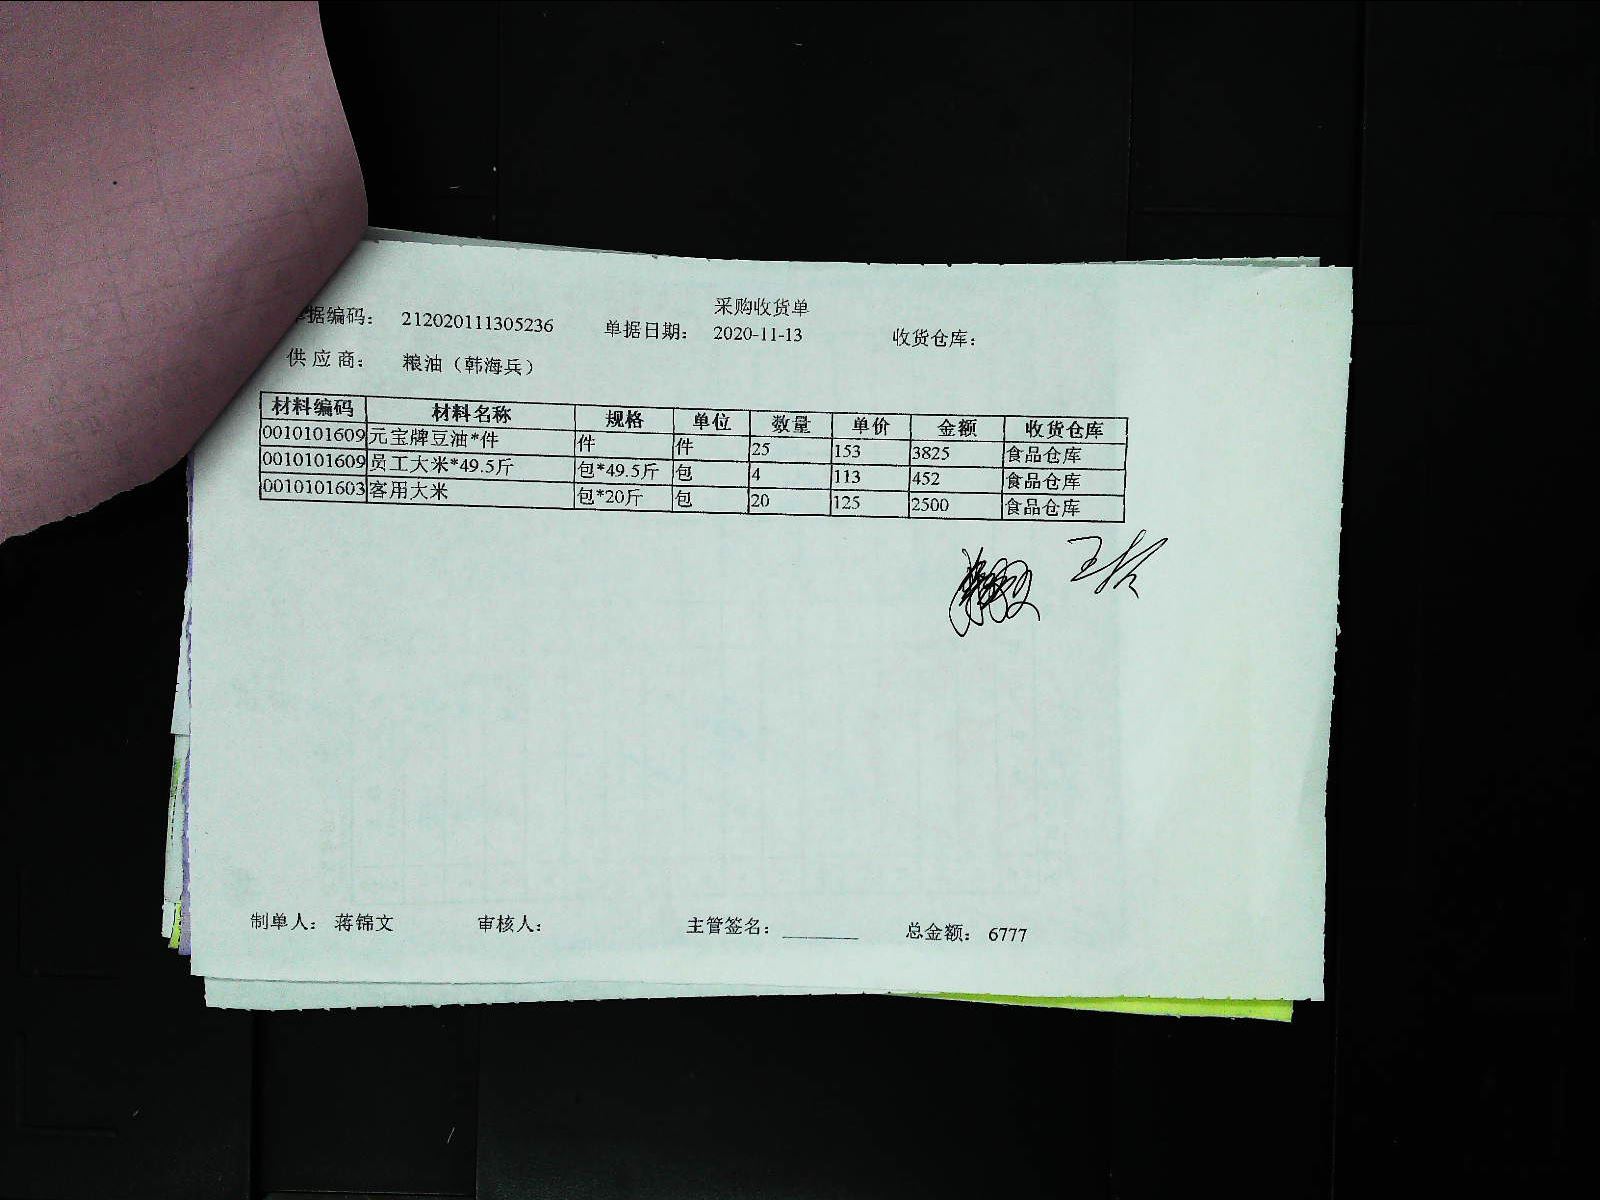 采购收货单
据编码： 212020111305236 单据日期： 2020-11-13 收货仓库：
供应商： 粮油（韩海兵）
材料编码 材料名称 规格 单位 数量 单价 金额 收货仓库
0010101609 元宝牌豆油*件 件 件 25 153 3825 食品仓库
0010101609 员工大米*49.5斤 包*49.5斤 包 4 113 452 食品仓库
0010101603 客用大米 包*20斤 包 20 125 2500 食品仓库
制单人： 蒋锦文 审核人： 主管签名：________ 总金额： 6777